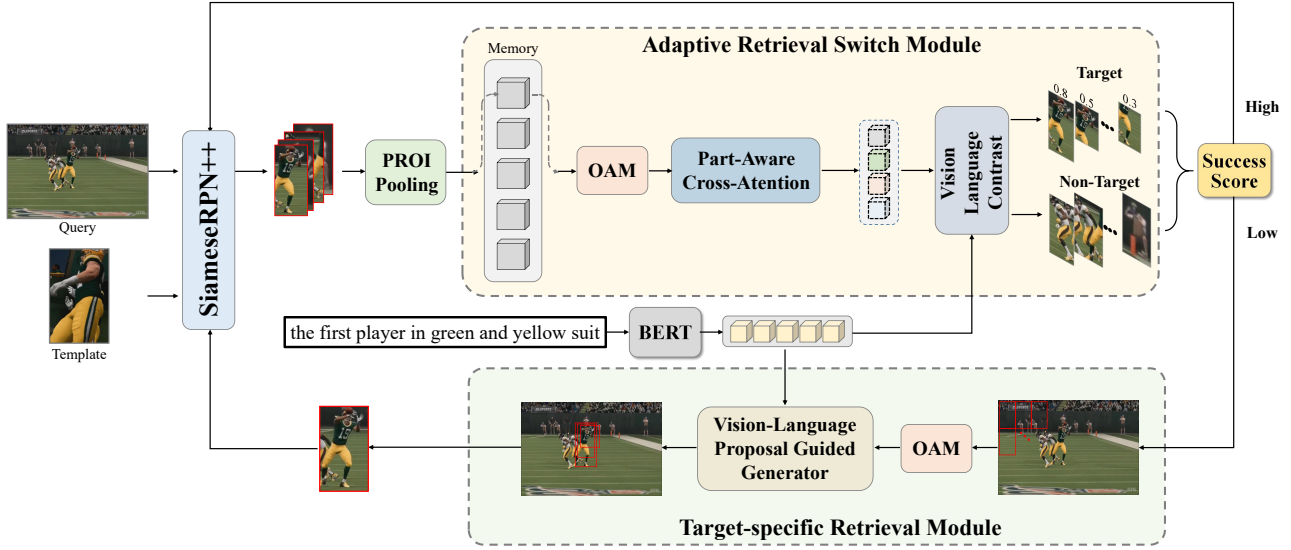 Adaptive Retrieval Switch Module
Memory
Target
0.8
0.5
0.3
High
Query
SiameseRPN++
PROI
Pooling
OAM
Part-Aware
Cross-Atention
Vision
Language
Contrast
Success
Score
Non-Target
Low
Template
the first player in green and yellow suit
BERT
Vision-Language
Proposal Guided
Generator
OAM
Target-specific Retrieval Module